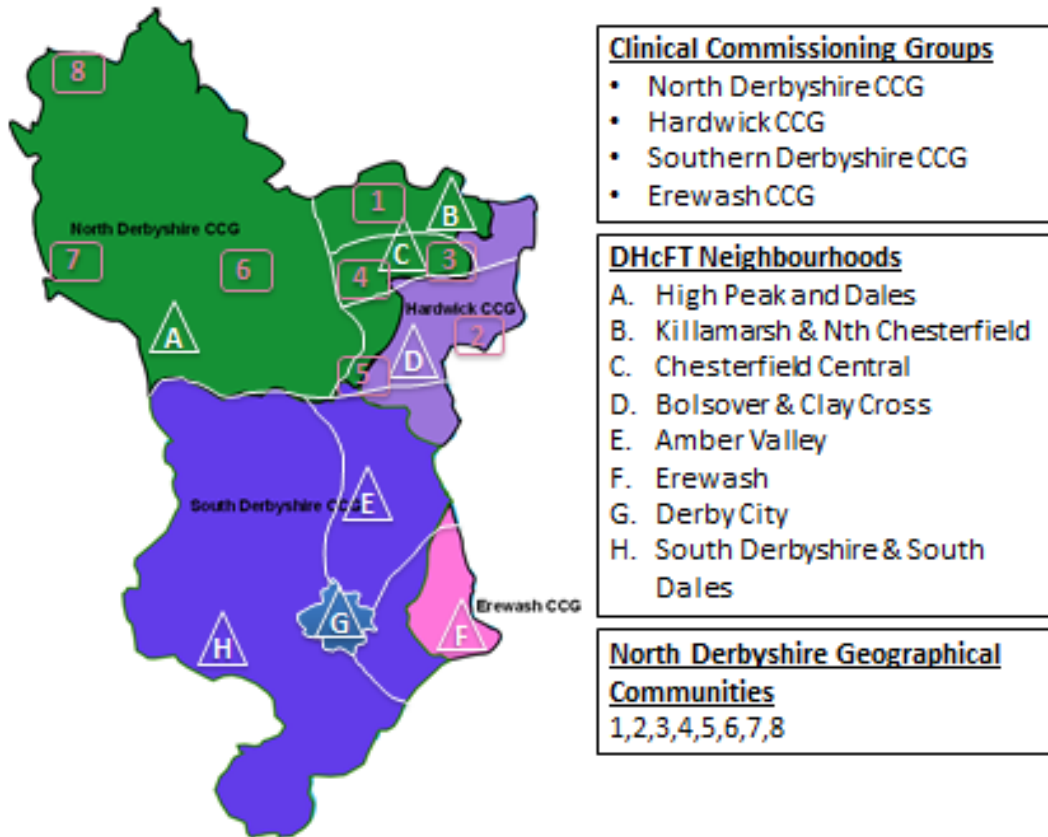 8
1
B
North Derbyshire CCG
C
7
6
4
3
Hardwick CCG
A
2
D
5
South Derbyshire CCG
E
Erewash CCG
G
F
H
Clinical Commissioning Groups
• North Derbyshire CCG
• Hardwick CCG
• Southern Derbyshire CCG
• Erewash CCG
DHcFT Neighbourhoods
A. High Peak and Dales
B. Killamarsh & Nth Chesterfield
C. Chesterfield Central
D. Bolsover & Clay Cross
E. Amber Valley
F. Erewash
G. Derby City
H. South Derbyshire & South
Dales
North Derbyshire Geographical
Communities
1,2,3,4,5,6,7,8